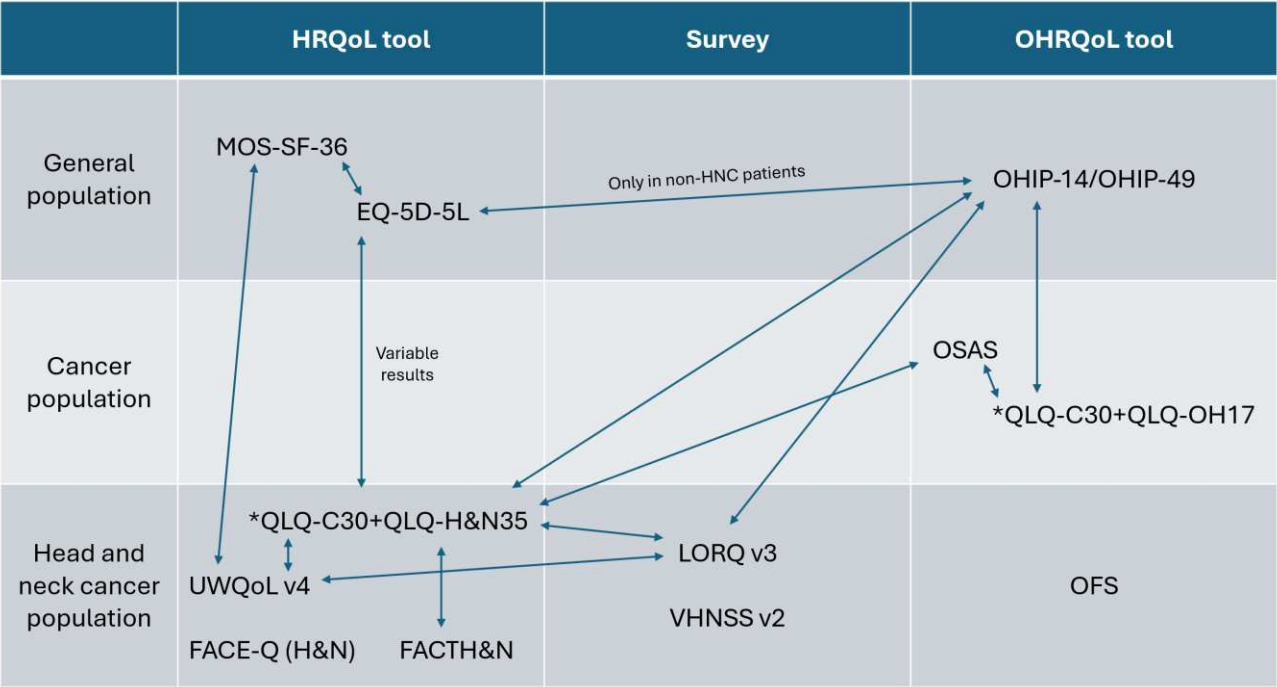 HRQoL tool
Survey
OHRQoL tool
General
population
MOS-SF-36
EQ-5D-5L
Only in non-HNC patients
OHIP-14/OHIP-49
Cancer
population
Variable
results
OSAS
*QLQ-C30+QLQ-OH17
Head and
neck cancer
population
*QLQ-C30+QLQ-H&N35
UWQoL v4
FACE-Q (H&N)
FACTH&N
LORQ v3
VHNSS v2
OFS